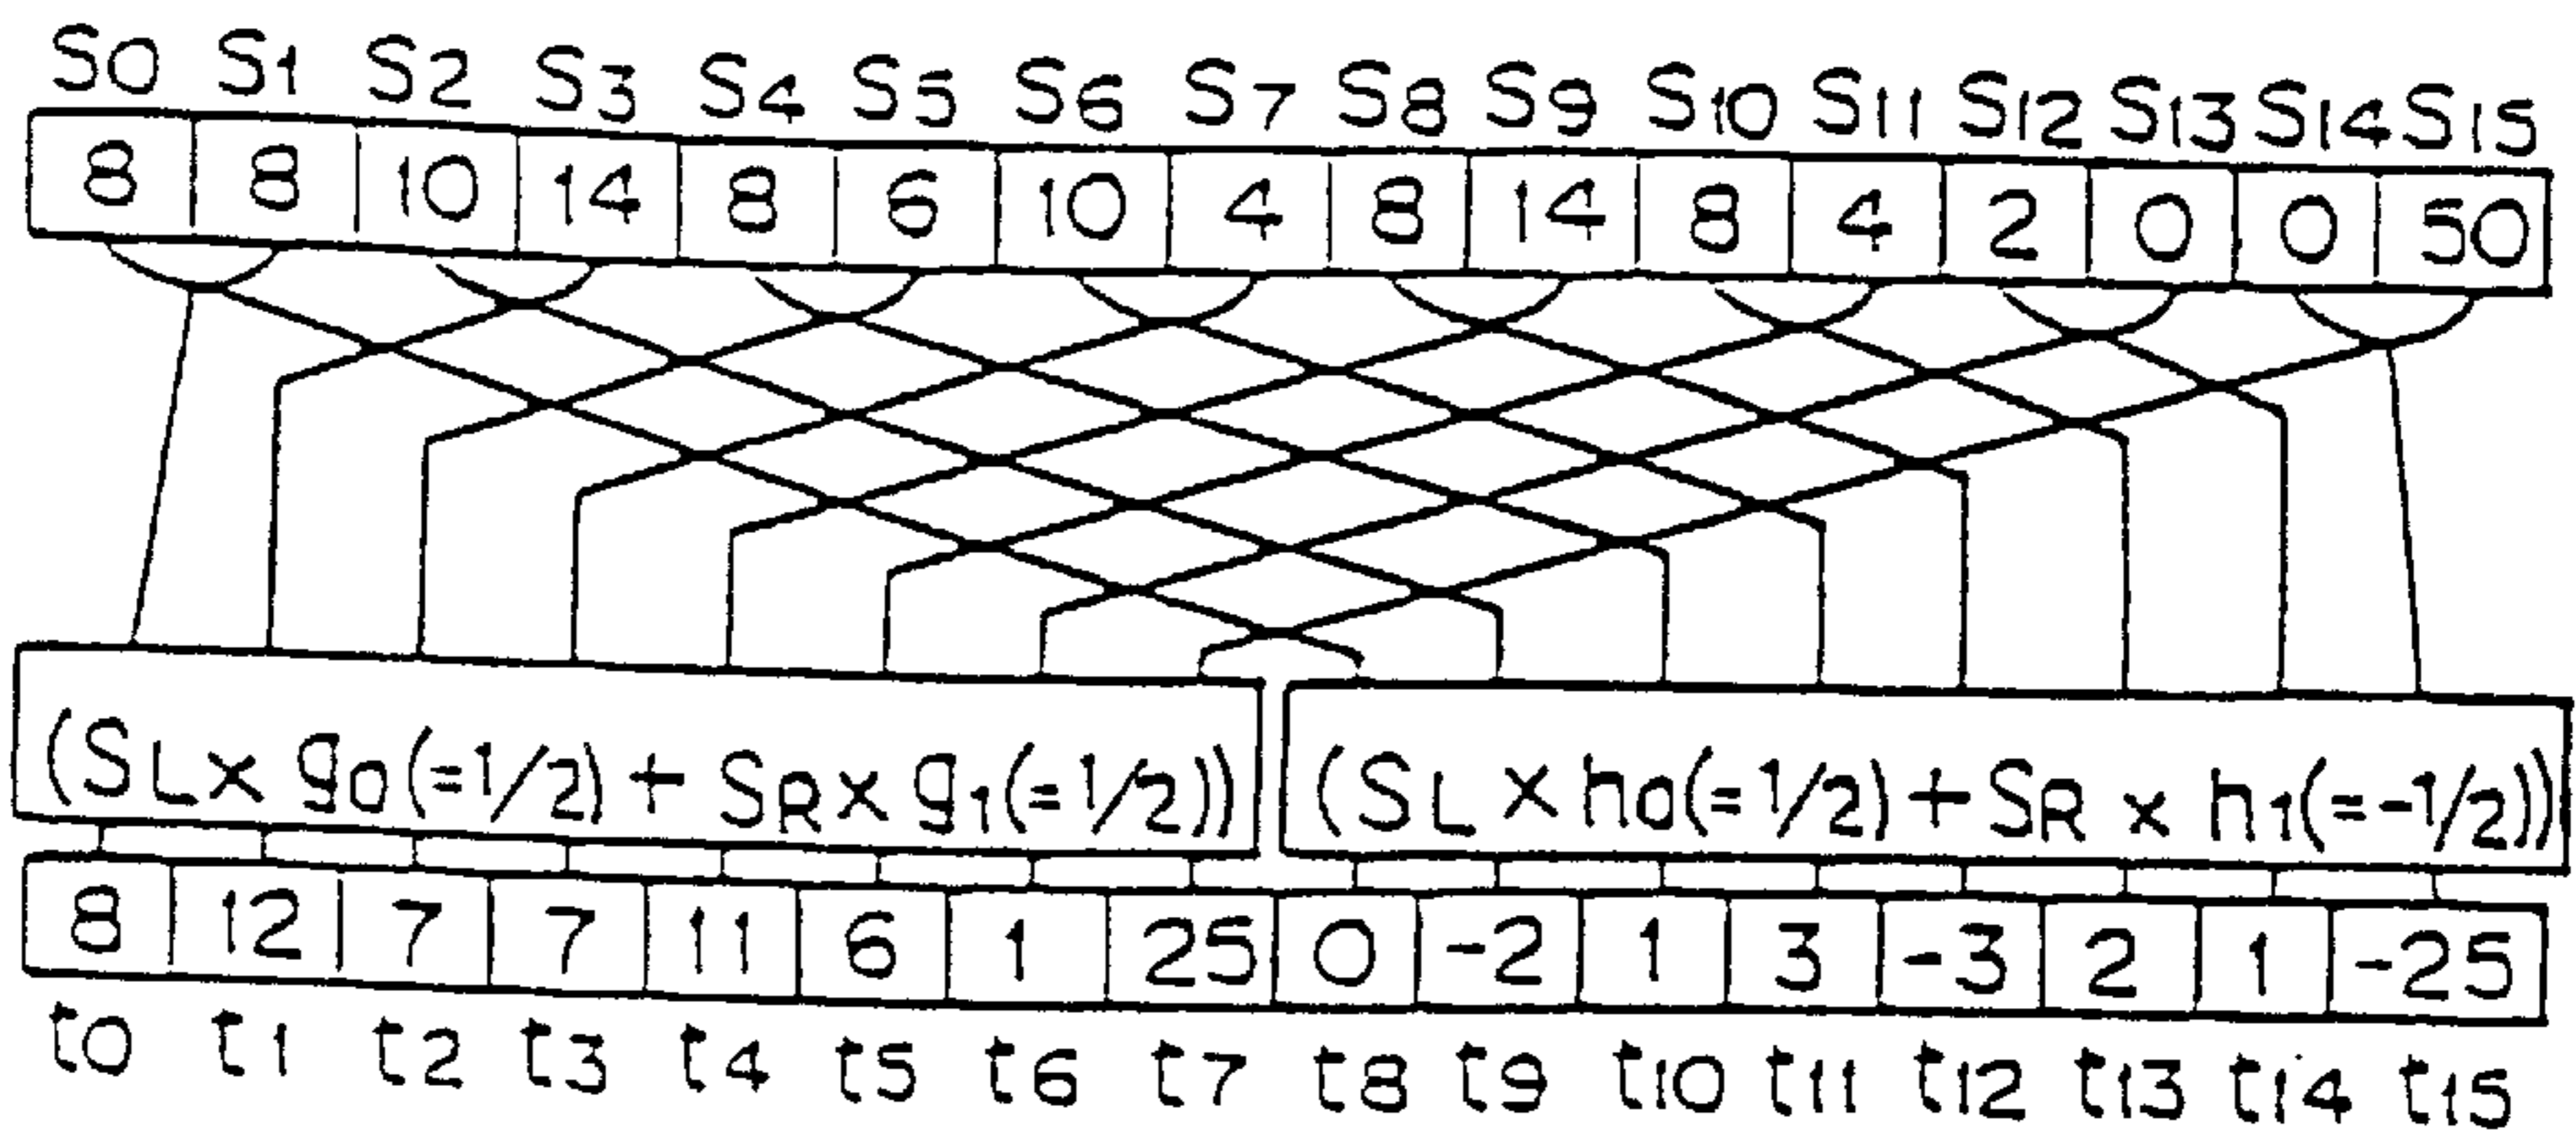 S0 S1 S2 S3 S4 S5 S6 S7 S8 S9 S10 S11 S12 S13 S14 S15
8 8 10 14 8 6 10 4 8 14 8 4 2 0 0 50
(SL× g0(=1/2)+ SR× g1(=1/2)) (SL × h0(=1/2)+ SR × h1(=-1/2))
8 12 7 7 11 6 1 25 0 -2 1 3 -3 2 1 -25
t0 t1 t2 t3 t4 t5 t6 t7 t8 t9 t10 t11 t12 t13 t14 t15